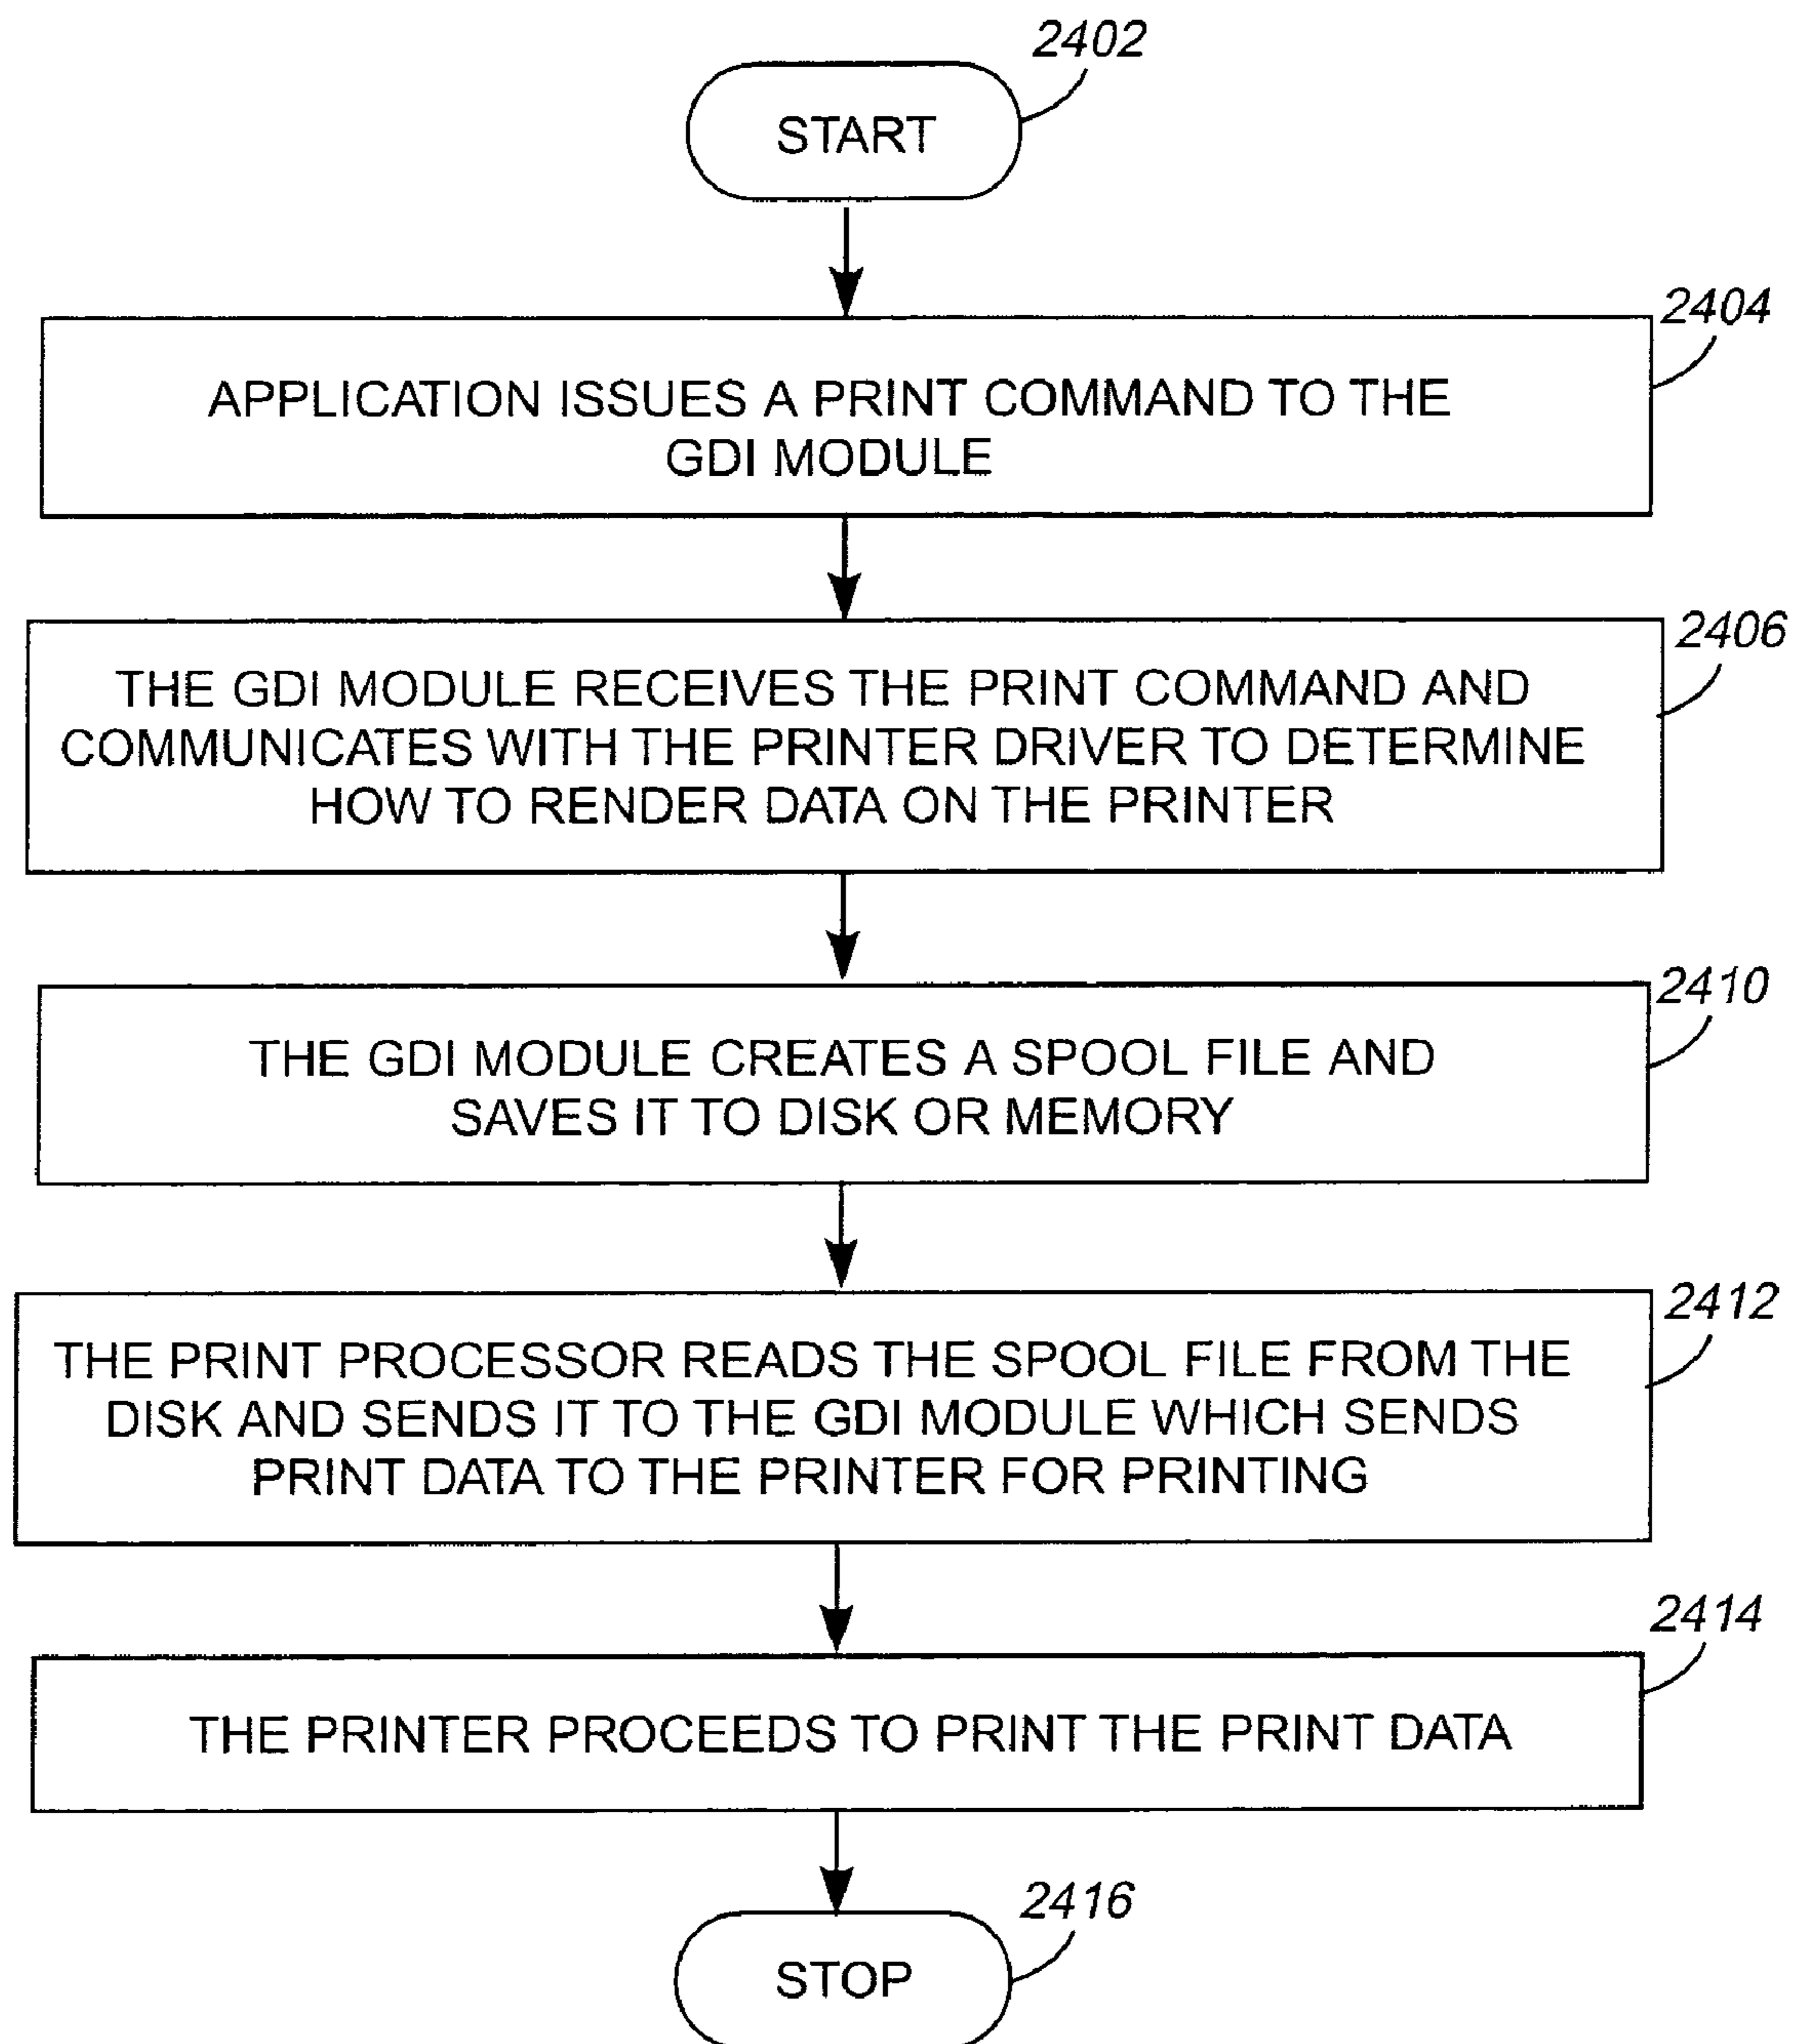 2402
START
2404
APPLICATION ISSUES A PRINT COMMAND TO THE
GDI MODULE
2406
THE GDI MODULE RECEIVES THE PRINT COMMAND AND
COMMUNICATES WITH THE PRINTER DRIVER TO DETERMINE
HOW TO RENDER DATA ON THE PRINTER
2410
THE GDI MODULE CREATES A SPOOL FILE AND
SAVES IT TO DISK OR MEMORY
2412
THE PRINT PROCESSOR READS THE SPOOL FILE FROM THE
DISK AND SENDS IT TO THE GDI MODULE WHICH SENDS
PRINT DATA TO THE PRINTER FOR PRINTING
2414
THE PRINTER PROCEEDS TO PRINT THE PRINT DATA
2416
STOP